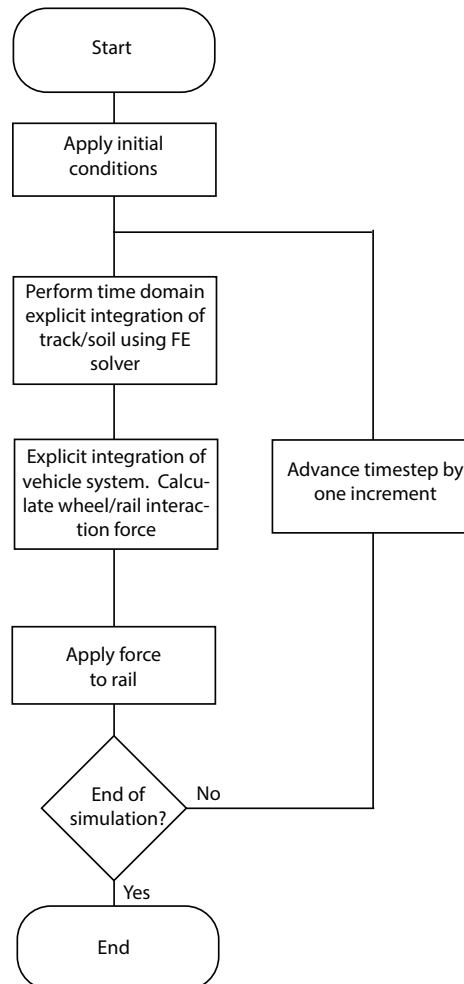 Start
Apply initial
conditions
Perform time domain
explicit integration of
track/soil using FE
solver
Explicit integration of
vehicle system. Calcu-
late wheel/rail interac-
tion force
Advance timestep by
one increment
Apply force
to rail
End of
simulation?
No
Yes
End